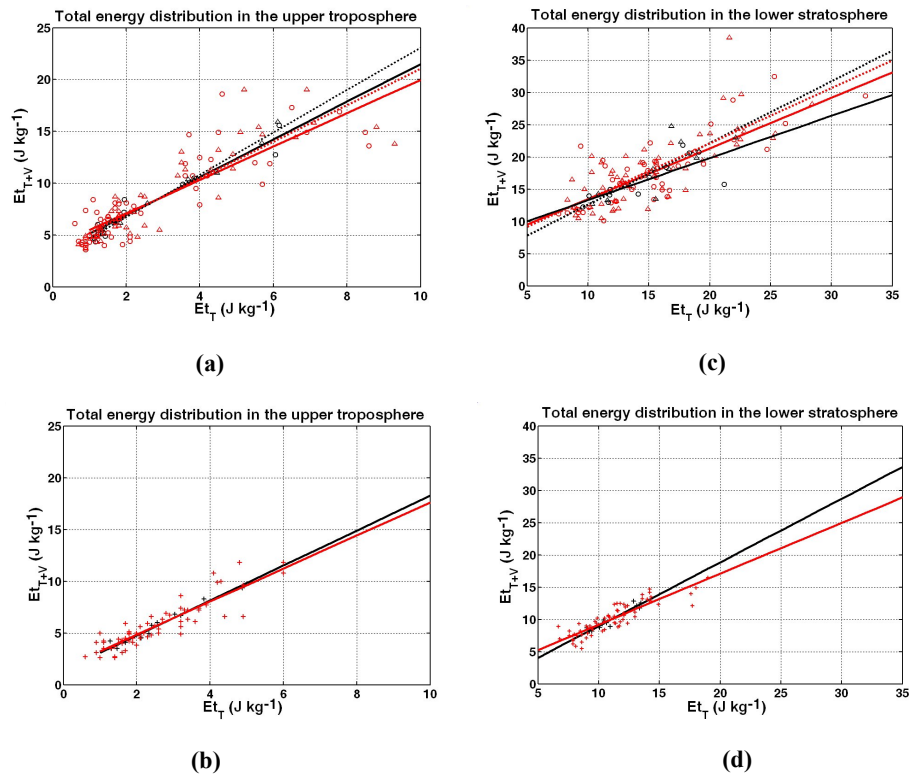 Total energy distribution in the upper troposphere
25
20
15
10
5
0
0 2 4 6 8 10
Et_T+V (J kg-1)
Et_T (J kg-1)
(a)
Total energy distribution in the lower stratosphere
40
35
30
25
20
15
10
5
0
5 10 15 20 25 30 35
Et_T+V (J kg-1)
Et_T (J kg-1)
(c)
Total energy distribution in the upper troposphere
25
20
15
10
5
0
0 2 4 6 8 10
Et_T+V (J kg-1)
Et_T (J kg-1)
(b)
Total energy distribution in the lower stratosphere
40
35
30
25
20
15
10
5
0
5 10 15 20 25 30 35
Et_T+V (J kg-1)
Et_T (J kg-1)
(d)